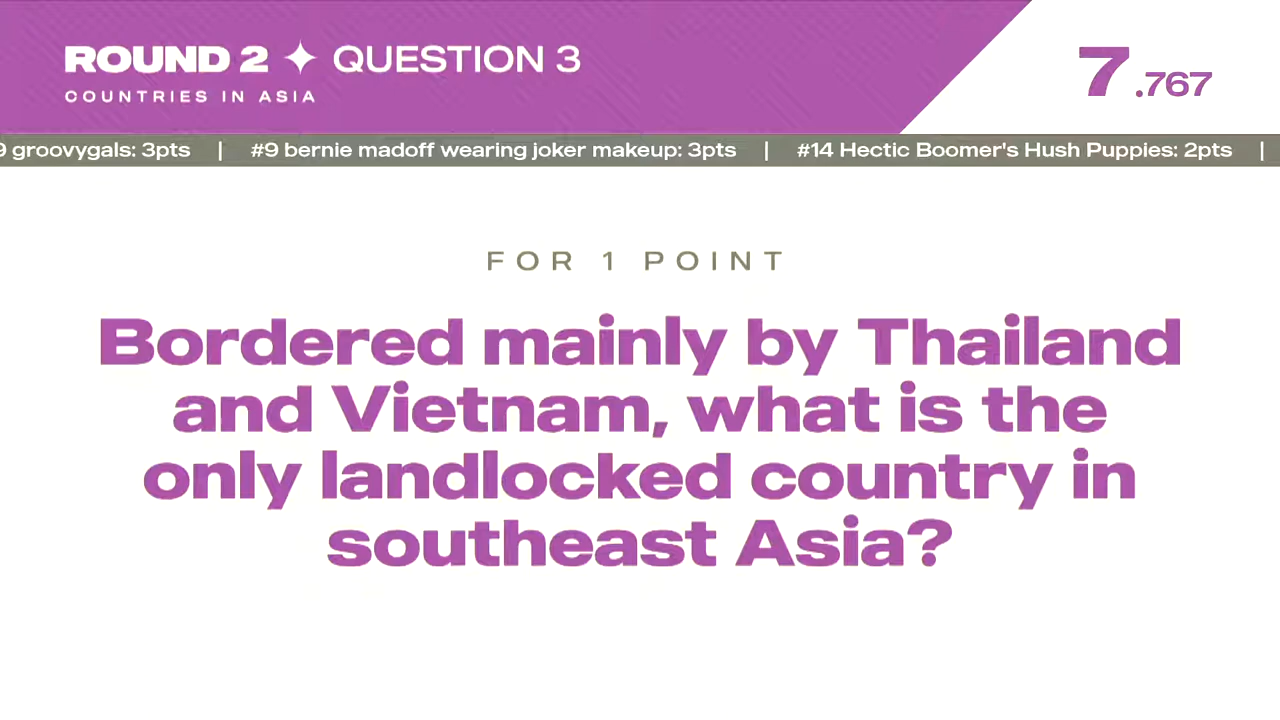 ROUND 2 ✦ QUESTION 3
COUNTRIES IN ASIA
7.767
9 groovygals: 3pts | #9 bernie madoff wearing joker makeup: 3pts | #14 Hectic Boomer's Hush Puppies: 2pts |
FOR 1 POINT
Bordered mainly by Thailand
and Vietnam, what is the
only landlocked country in
southeast Asia?